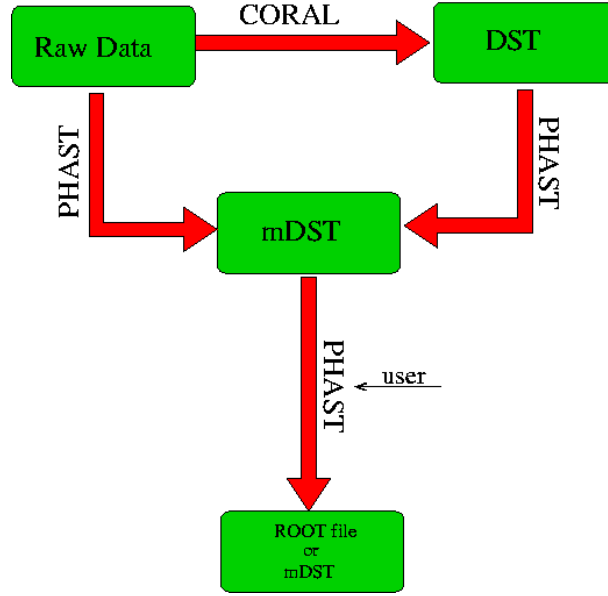 CORAL
Raw Data
DST
PHAST
PHAST
mDST
PHAST
user
ROOT file
or
mDST